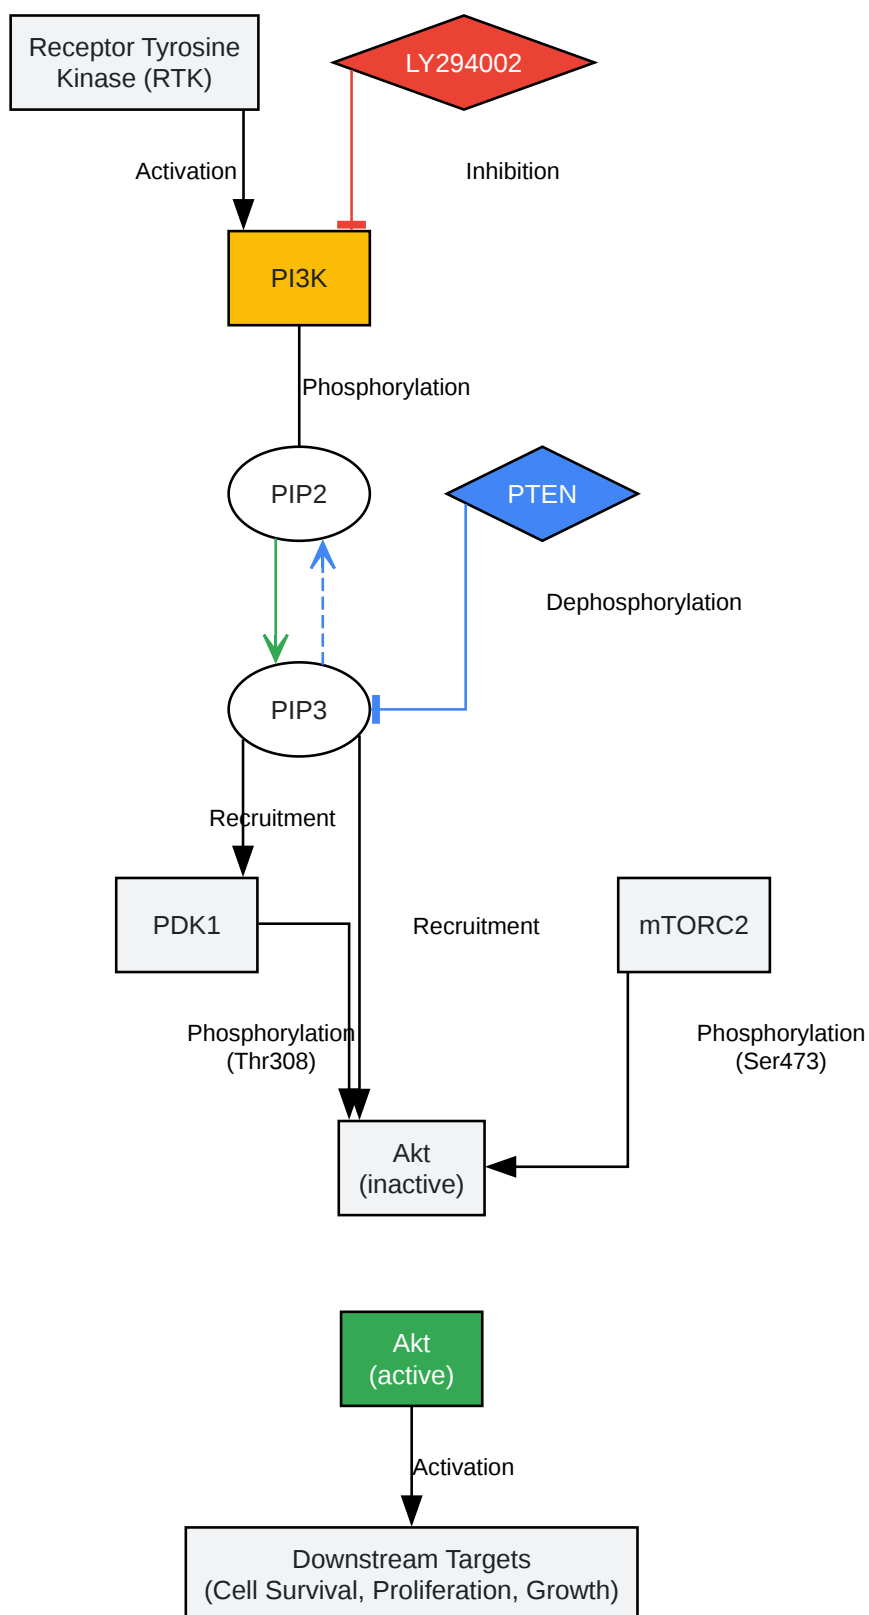 Receptor Tyrosine
Kinase (RTK)
LY294002
Activation
Inhibition
PI3K
Phosphorylation
PIP2
PTEN
Dephosphorylation
PIP3
Recruitment
PDK1
Recruitment
mTORC2
Phosphorylation
(Thr308)
Phosphorylation
(Ser473)
Akt
(inactive)
Akt
(active)
Activation
Downstream Targets
(Cell Survival, Proliferation, Growth)